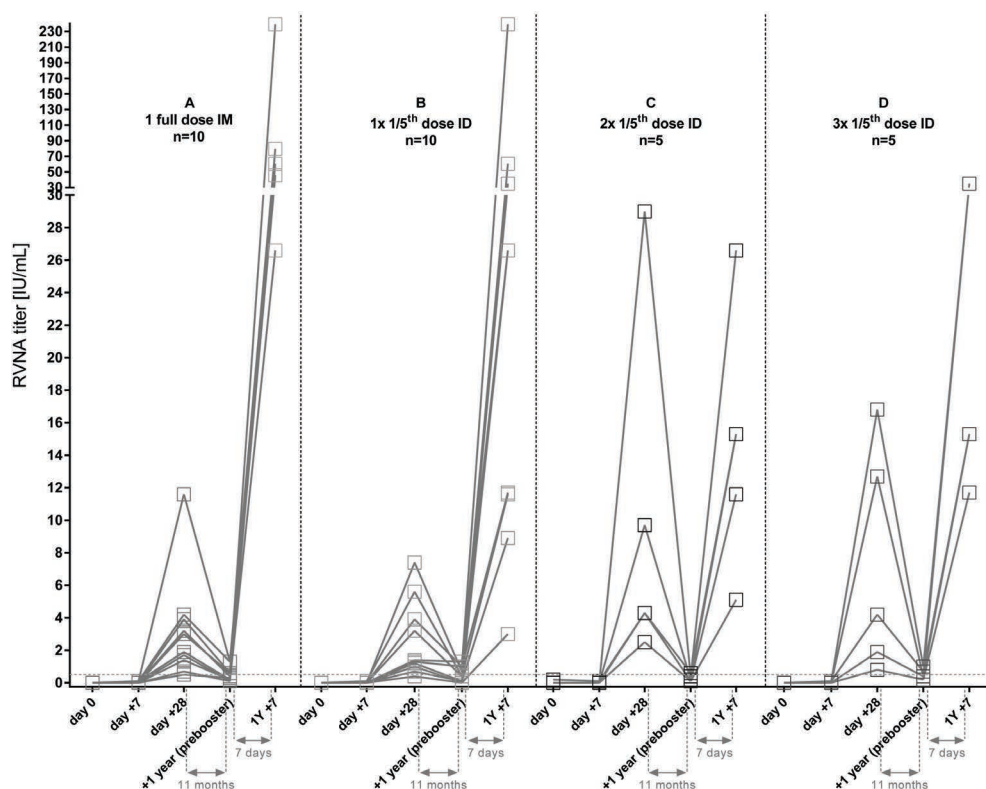 RVNA titer [IU/mL]
230
210
190
170
150
130
110
90
70
50
30
30
28
26
24
22
20
18
16
14
12
10
8
6
4
2
0
A
1 full dose IM
n=10
B
1x 1/5th dose ID
n=10
C
2x 1/5th dose ID
n=5
D
3x 1/5th dose ID
n=5
day 0
day +7
day +28
+1 year (prebooster)
1Y +7
7 days
11 months
day 0
day +7
day +28
+1 year (prebooster)
1Y +7
7 days
11 months
day 0
day +7
day +28
+1 year (prebooster)
1Y +7
7 days
11 months
day 0
day +7
day +28
+1 year (prebooster)
1Y +7
7 days
11 months